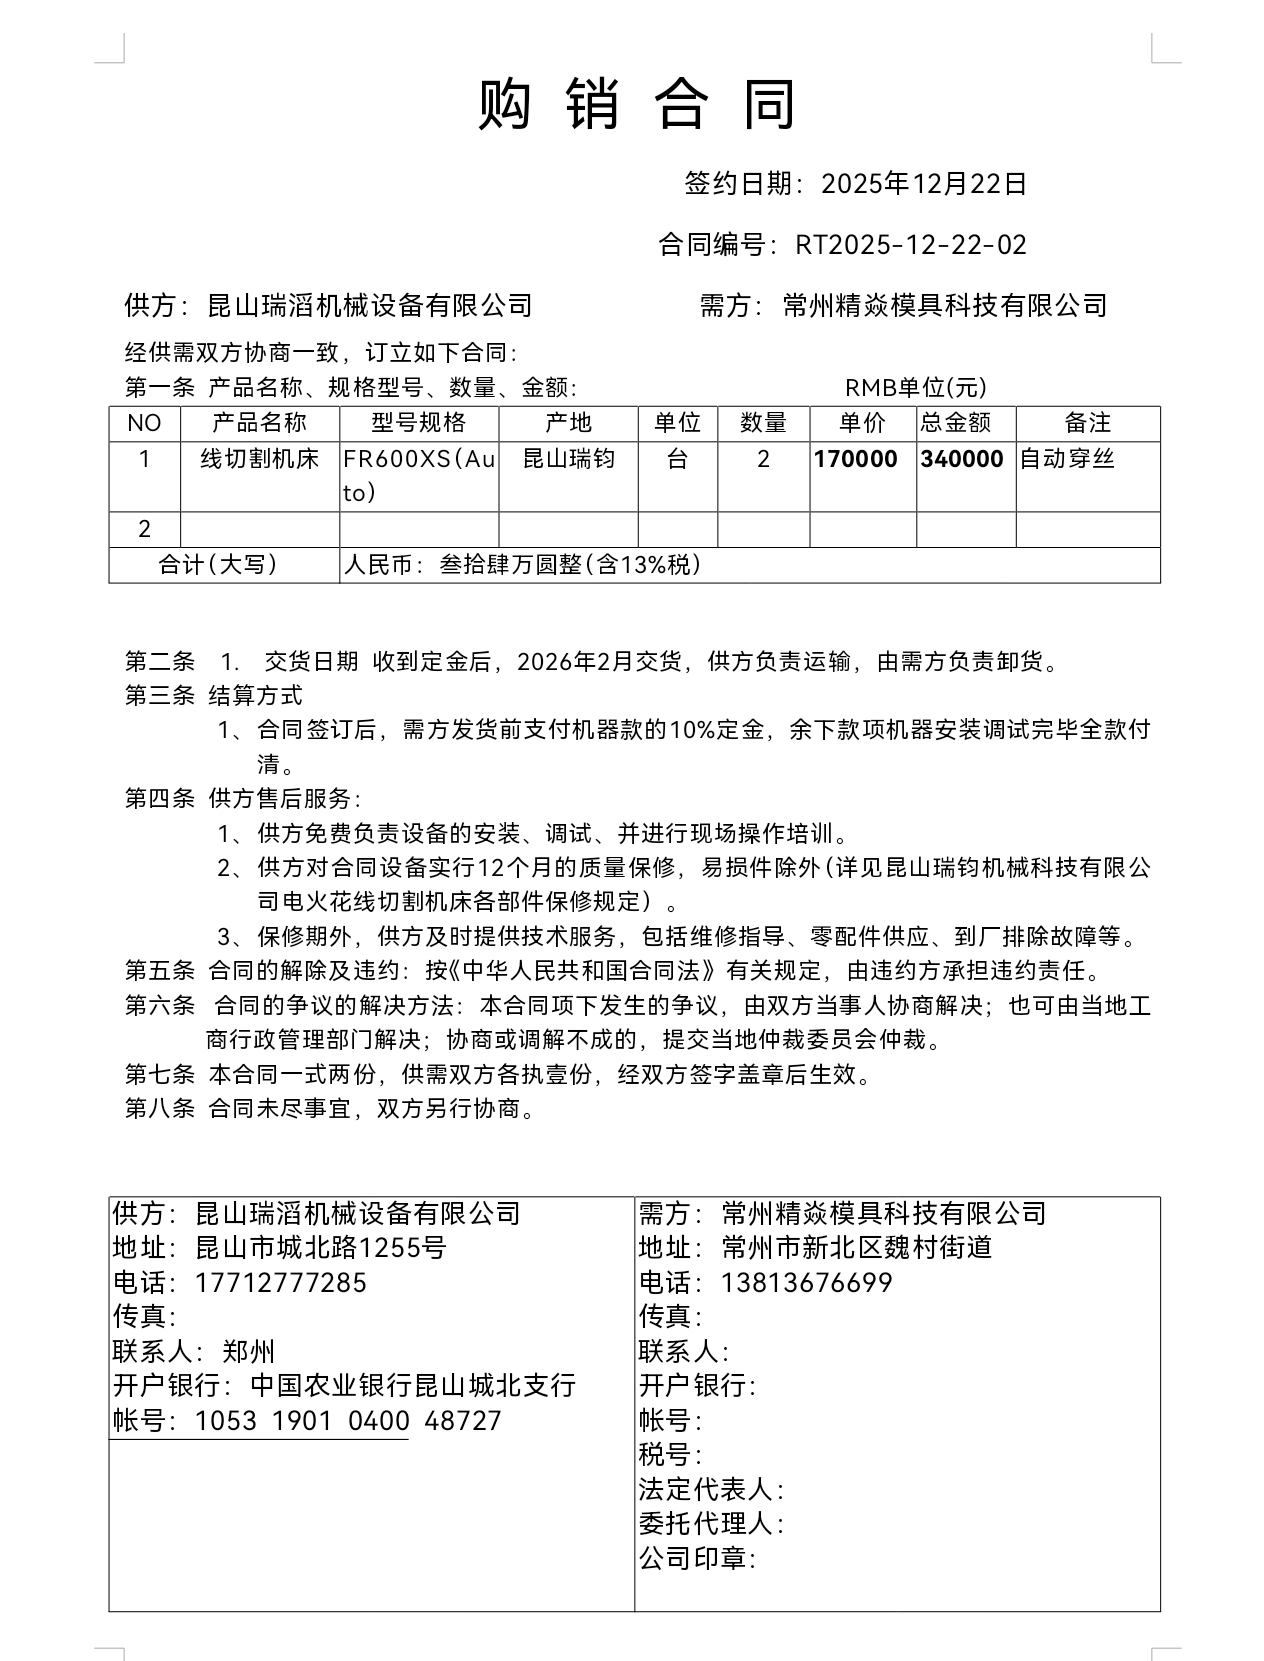 购 销 合 同
签约日期：2025年12月22日
合同编号：RT2025-12-22-02
供方：昆山瑞滔机械设备有限公司 需方：常州精焱模具科技有限公司
经供需双方协商一致，订立如下合同：
第一条 产品名称、规格型号、数量、金额： RMB单位(元)
NO 产品名称 型号规格 产地 单位 数量 单价 总金额 备注
1 线切割机床 FR600XS(Au 昆山瑞钧 台 2 170000 340000 自动穿丝
to)
2
合计(大写) 人民币：叁拾肆万圆整(含13%税)
第二条 1. 交货日期 收到定金后，2026年2月交货，供方负责运输，由需方负责卸货。
第三条 结算方式
1、合同签订后，需方发货前支付机器款的10%定金，余下款项机器安装调试完毕全款付
清。
第四条 供方售后服务：
1、供方免费负责设备的安装、调试、并进行现场操作培训。
2、供方对合同设备实行12个月的质量保修，易损件除外(详见昆山瑞钧机械科技有限公
司电火花线切割机床各部件保修规定）。
3、保修期外，供方及时提供技术服务，包括维修指导、零配件供应、到厂排除故障等。
第五条 合同的解除及违约：按《中华人民共和国合同法》有关规定，由违约方承担违约责任。
第六条 合同的争议的解决方法：本合同项下发生的争议，由双方当事人协商解决；也可由当地工
商行政管理部门解决；协商或调解不成的，提交当地仲裁委员会仲裁。
第七条 本合同一式两份，供需双方各执壹份，经双方签字盖章后生效。
第八条 合同未尽事宜，双方另行协商。
供方：昆山瑞滔机械设备有限公司
地址：昆山市城北路1255号
电话：17712777285
传真：
联系人：郑州
开户银行：中国农业银行昆山城北支行
帐号：1053 1901 0400 48727
需方：常州精焱模具科技有限公司
地址：常州市新北区魏村街道
电话：13813676699
传真：
联系人：
开户银行：
帐号：
税号：
法定代表人：
委托代理人：
公司印章：